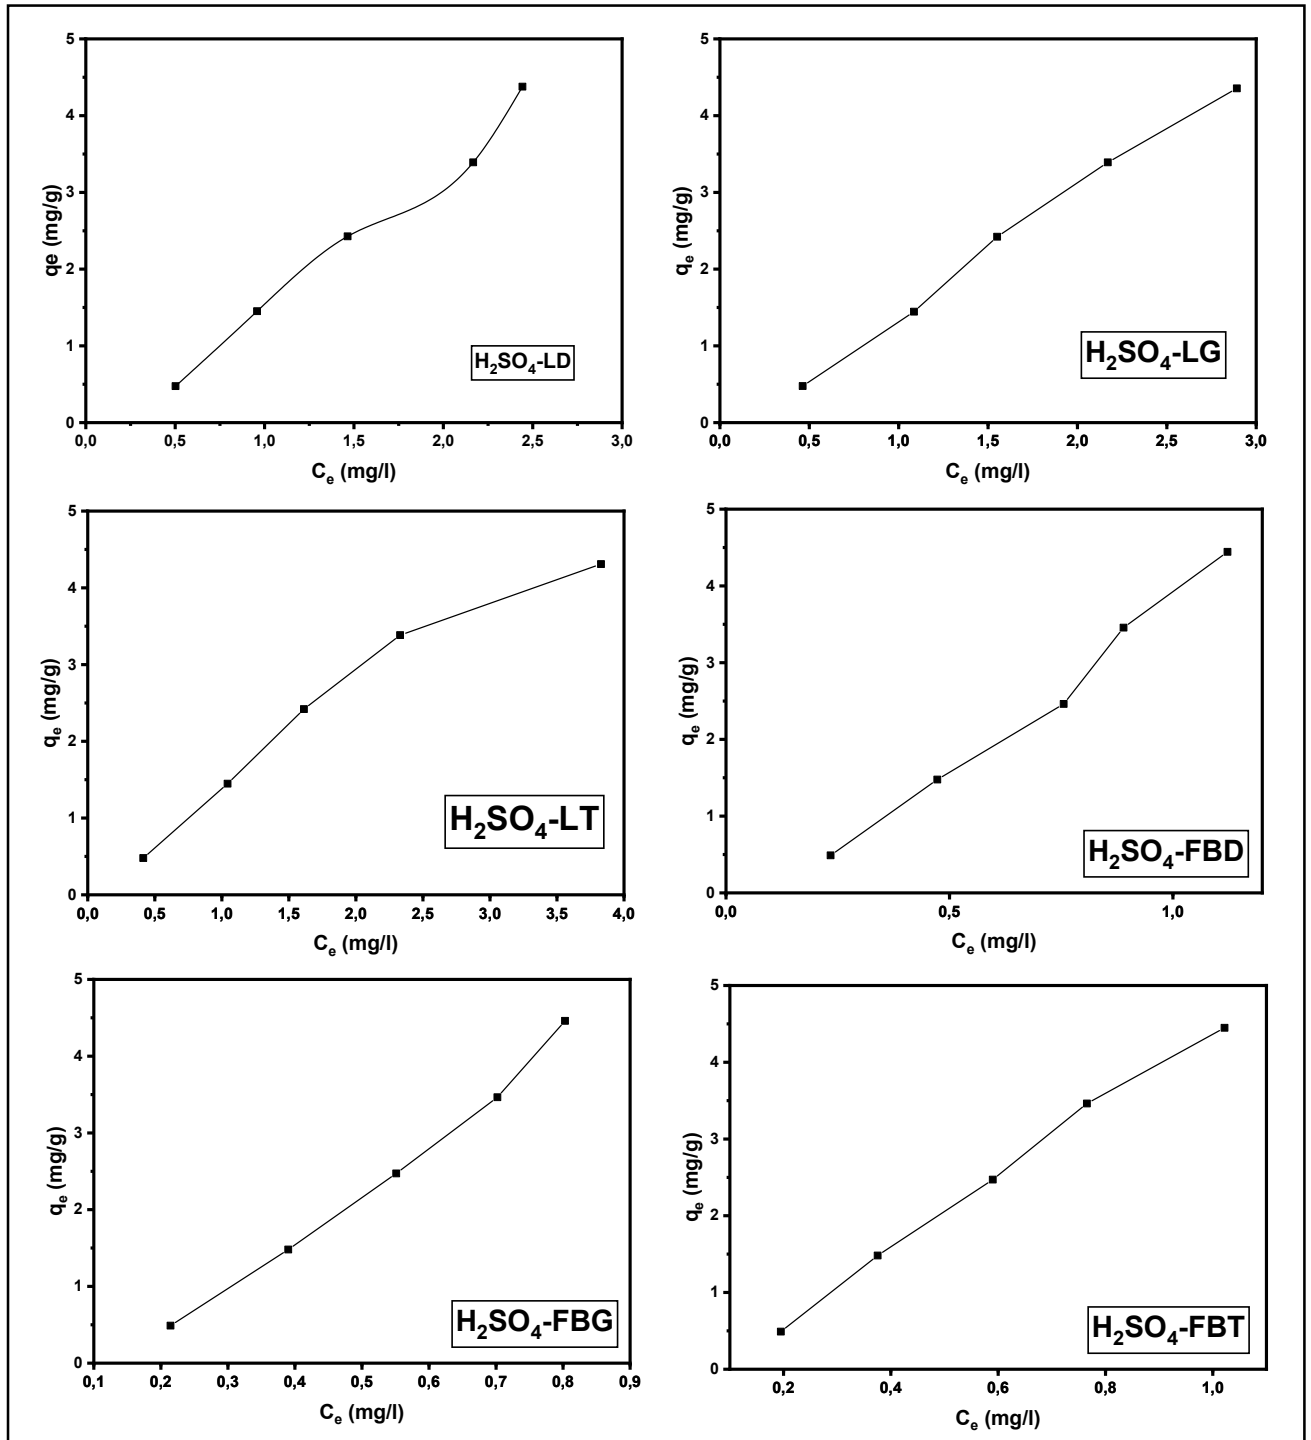 5
4
3
2
1
0
qe (mg/g)
0,0 0,5 1,0 1,5 2,0 2,5 3,0
Cₑ (mg/l)
H₂SO₄-LD
5
4
3
2
1
0
qₑ (mg/g)
0,0 0,5 1,0 1,5 2,0 2,5 3,0
Cₑ (mg/l)
H₂SO₄-LG
5
4
3
2
1
0
qₑ (mg/g)
0,0 0,5 1,0 1,5 2,0 2,5 3,0 3,5 4,0
Cₑ (mg/l)
H₂SO₄-LT
5
4
3
2
1
0
qₑ (mg/g)
0,0 0,5 1,0
Cₑ (mg/l)
H₂SO₄-FBD
5
4
3
2
1
0
qₑ (mg/g)
0,1 0,2 0,3 0,4 0,5 0,6 0,7 0,8 0,9
Cₑ (mg/l)
H₂SO₄-FBG
5
4
3
2
1
0
qₑ (mg/g)
0,2 0,4 0,6 0,8 1,0
Cₑ (mg/l)
H₂SO₄-FBT